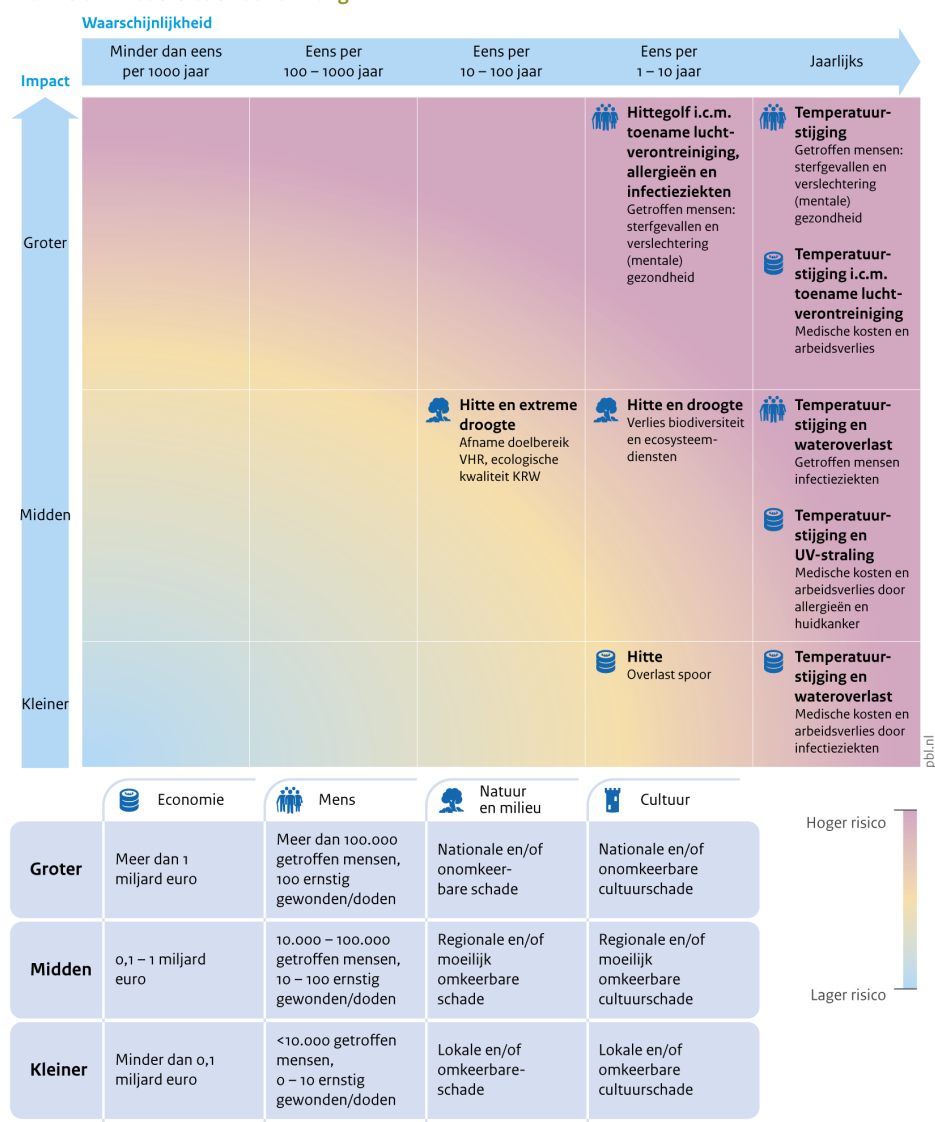 Waarschijnlijkheid
Minder dan eens
per 1000 jaar
Eens per
100 – 1000 jaar
Eens per
10 – 100 jaar
Eens per
1 – 10 jaar
Jaarlijks
Impact
Groter
Hittegolf i.c.m.
toename lucht-
verontreiniging,
allergieën en
infectieziekten
Getroffen mensen:
sterfgevallen en
verslechtering
(mentale)
gezondheid
Temperatuur-
stijging
Getroffen mensen:
sterfgevallen en
verslechtering
(mentale)
gezondheid
Temperatuur-
stijging i.c.m.
toename lucht-
verontreiniging
Medische kosten en
arbeidsverlies
Midden
Hitte en extreme
droogte
Afname doelbereik
VHR, ecologische
kwaliteit KRW
Hitte en droogte
Verlies biodiversiteit
en ecosysteem-
diensten
Temperatuur-
stijging en
wateroverlast
Getroffen mensen
infectieziekten
Temperatuur-
stijging en
UV-straling
Medische kosten en
arbeidsverlies door
allergieën en
huidkanker
Kleiner
Hitte
Overlast spoor
Temperatuur-
stijging en
wateroverlast
Medische kosten en
arbeidsverlies door
infectieziekten
pbl.nl
Economie
Mens
Natuur
en milieu
Cultuur
Groter
Meer dan 1
miljard euro
Meer dan 100.000
getroffen mensen,
100 ernstig
gewonden/doden
Nationale en/of
onomkeer-
bare schade
Nationale en/of
onomkeerbare
cultuurschade
Midden
0,1 – 1 miljard
euro
10.000 – 100.000
getroffen mensen,
10 – 100 ernstig
gewonden/doden
Regionale en/of
moeilijk
omkeerbare
schade
Regionale en/of
moeilijk
omkeerbare
cultuurschade
Kleiner
Minder dan 0,1
miljard euro
<10.000 getroffen
mensen,
0 – 10 ernstig
gewonden/doden
Lokale en/of
omkeerbare-
schade
Lokale en/of
omkeerbare
cultuurschade
Hoger risico
Lager risico